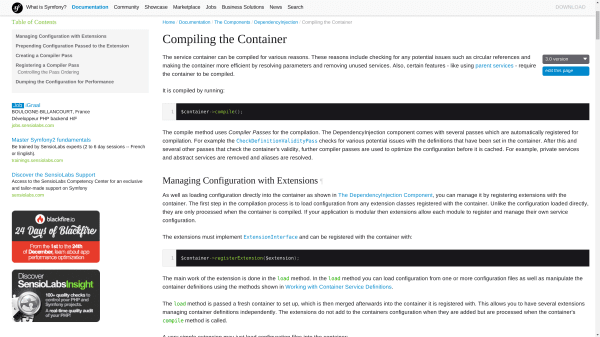 sf What is Symfony? Documentation Community Showcase Marketplace Jobs Business Solutions News Search DOWNLOAD
Table of Contents
Managing Configuration with Extensions
Prepending Configuration Passed to the Extension
Creating a Compiler Pass
Registering a Compiler Pass
Controlling the Pass Ordering
Dumping the Configuration for Performance
Jobs iGraal
BOULOGNE-BILLANCOURT, France
Développeur PHP backend H/F
jobs.sensiolabs.com
Master Symfony2 fundamentals
Be trained by SensioLabs experts (2 to 6 day sessions -- French
or English).
trainings.sensiolabs.com
Discover the SensioLabs Support
Access to the SensioLabs Competency Center for an exclusive
and tailor-made support on Symfony
sensiolabs.com
blackfire.io
24 Days of Blackfire
From the 1st to the 24th
of December, learn about app
performance optimization
Discover
SensioLabsInsight
100+ quality checks to
control your PHP and
Symfony projects.
A real-time quality audit
of your PHP.
Home / Documentation / The Components / DependencyInjection / Compiling the Container
Compiling the Container
3.0 version
Edit this page
The service container can be compiled for various reasons. These reasons include checking for any potential issues such as circular references and
making the container more efficient by resolving parameters and removing unused services. Also, certain features - like using parent services - require
the container to be compiled.
It is compiled by running:
1 $container->compile();
The compile method uses Compiler Passes for the compilation. The DependencyInjection component comes with several passes which are automatically registered for
compilation. For example the CheckDefinitionValidityPass checks for various potential issues with the definitions that have been set in the container. After this and
several other passes that check the container's validity, further compiler passes are used to optimize the configuration before it is cached. For example, private services
and abstract services are removed and aliases are resolved.
Managing Configuration with Extensions ¶
As well as loading configuration directly into the container as shown in The DependencyInjection Component, you can manage it by registering extensions with the
container. The first step in the compilation process is to load configuration from any extension classes registered with the container. Unlike the configuration loaded directly,
they are only processed when the container is compiled. If your application is modular then extensions allow each module to register and manage their own service
configuration.
The extensions must implement ExtensionInterface and can be registered with the container with:
1 $container->registerExtension($extension);
The main work of the extension is done in the load method. In the load method you can load configuration from one or more configuration files as well as manipulate the
container definitions using the methods shown in Working with Container Service Definitions.
The load method is passed a fresh container to set up, which is then merged afterwards into the container it is registered with. This allows you to have several extensions
managing container definitions independently. The extensions do not add to the containers configuration when they are added but are processed when the container's
compile method is called.
A very simple extension may just load configuration files into the container: